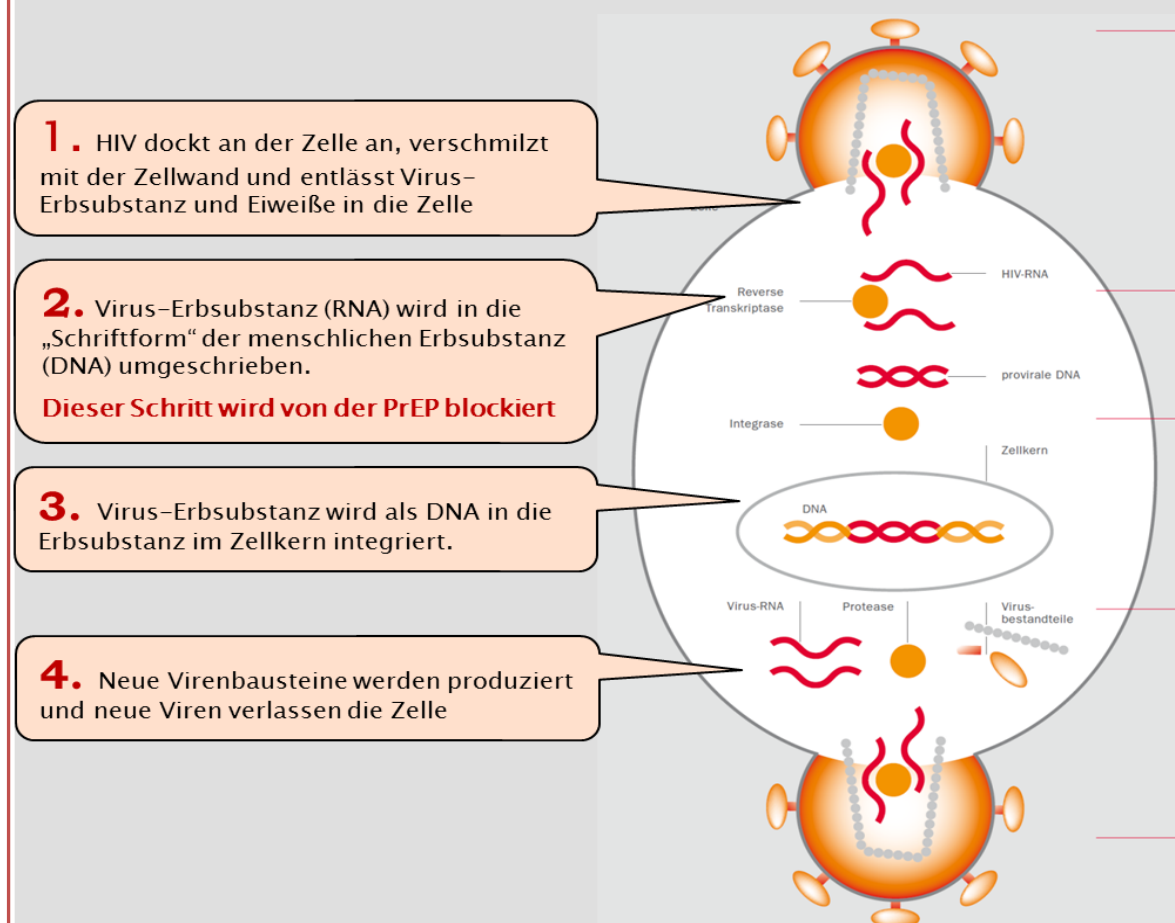 1. HIV dockt an der Zelle an, verschmilzt
mit der Zellwand und entlässt Virus-
Erbsubstanz und Eiweiße in die Zelle
2. Virus-Erbsubstanz (RNA) wird in die
„Schriftform“ der menschlichen Erbsubstanz
(DNA) umgeschrieben.
Dieser Schritt wird von der PrEP blockiert
3. Virus-Erbsubstanz wird als DNA in die
Erbsubstanz im Zellkern integriert.
4. Neue Virenbausteine werden produziert
und neue Viren verlassen die Zelle
HIV-RNA
Reverse
Transkriptase
provirale DNA
Integrase
Zellkern
DNA
Virus-RNA
Protease
Virus-
bestandteile